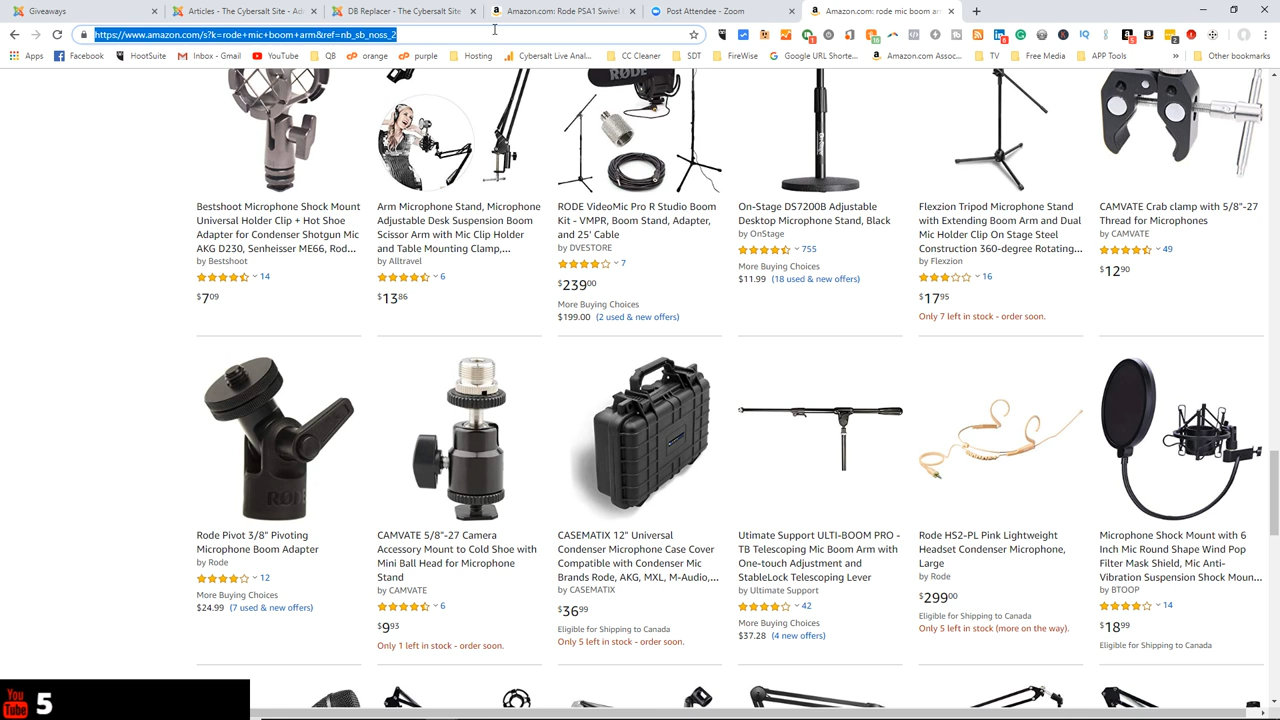 Giveaways
Articles - The Cybersalt Site - Ad
DB Replacer - The Cybersalt Site
Amazon.com: Rode PSA1 Swivel
Post Attendee - Zoom
Amazon.com: rode mic boom ar
https://www.amazon.com/s?k=rode+mic+boom+arm&ref=nb_sb_noss_2
Apps
Facebook
HootSuite
Inbox - Gmail
YouTube
QB
orange
purple
Hosting
Cybersalt Live Anal...
CC Cleaner
SDT
FireWise
Google URL Shorte...
Amazon.com Assoc...
TV
Free Media
APP Tools
Other bookmarks
Bestshoot Microphone Shock Mount
Universal Holder Clip + Hot Shoe
Adapter for Condenser Shotgun Mic
AKG D230, Senheisser ME66, Rod...
by Bestshoot
14
$7.09
Arm Microphone Stand, Microphone
Adjustable Desk Suspension Boom
Scissor Arm with Mic Clip Holder
and Table Mounting Clamp,...
by Alltravel
6
$13.86
RODE VideoMic Pro R Studio Boom
Kit - VMPR, Boom Stand, Adapter,
and 25' Cable
by DVESTORE
7
$239.00
More Buying Choices
$199.00 (2 used & new offers)
On-Stage DS7200B Adjustable
Desktop Microphone Stand, Black
by OnStage
755
More Buying Choices
$11.99 (18 used & new offers)
Flexzion Tripod Microphone Stand
with Extending Boom Arm and Dual
Mic Holder Clip On Stage Steel
Construction 360-degree Rotating...
by Flexzion
16
$17.95
Only 7 left in stock - order soon.
CAMVATE Crab clamp with 5/8"-27
Thread for Microphones
by CAMVATE
49
$12.90
Rode Pivot 3/8" Pivoting
Microphone Boom Adapter
by Rode
12
More Buying Choices
$24.99 (7 used & new offers)
CAMVATE 5/8"-27 Camera
Accessory Mount to Cold Shoe with
Mini Ball Head for Microphone
Stand
by CAMVATE
6
$9.93
Only 1 left in stock - order soon.
CASEMATIX 12" Universal
Condenser Microphone Case Cover
Compatible with Condenser Mic
Brands Rode, AKG, MXL, M-Audio,...
by CASEMATIX
$36.99
Eligible for Shipping to Canada
Only 5 left in stock - order soon.
Utimate Support ULTI-BOOM PRO -
TB Telescoping Mic Boom Arm with
One-touch Adjustment and
StableLock Telescoping Lever
by Ultimate Support
42
More Buying Choices
$37.28 (4 new offers)
Rode HS2-PL Pink Lightweight
Headset Condenser Microphone,
Large
by Rode
$299.00
Eligible for Shipping to Canada
Only 5 left in stock (more on the way).
Microphone Shock Mount with 6
Inch Mic Round Shape Wind Pop
Filter Mask Shield, Mic Anti-
Vibration Suspension Shock Moun...
by BTOOP
14
$18.99
Eligible for Shipping to Canada
You Tube 5